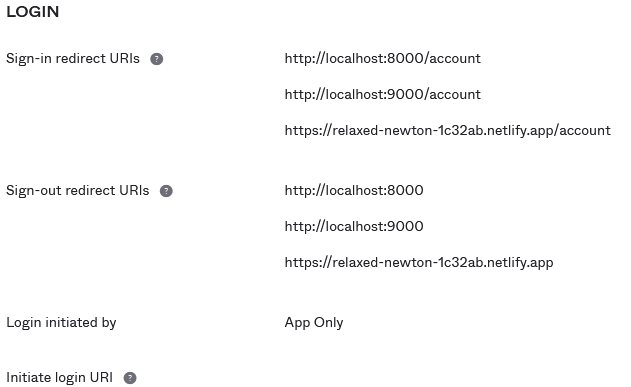 LOGIN
Sign-in redirect URIs ? http://localhost:8000/account
http://localhost:9000/account
https://relaxed-newton-1c32ab.netlify.app/account
Sign-out redirect URIs ? http://localhost:8000
http://localhost:9000
https://relaxed-newton-1c32ab.netlify.app
Login initiated by App Only
Initiate login URI ?